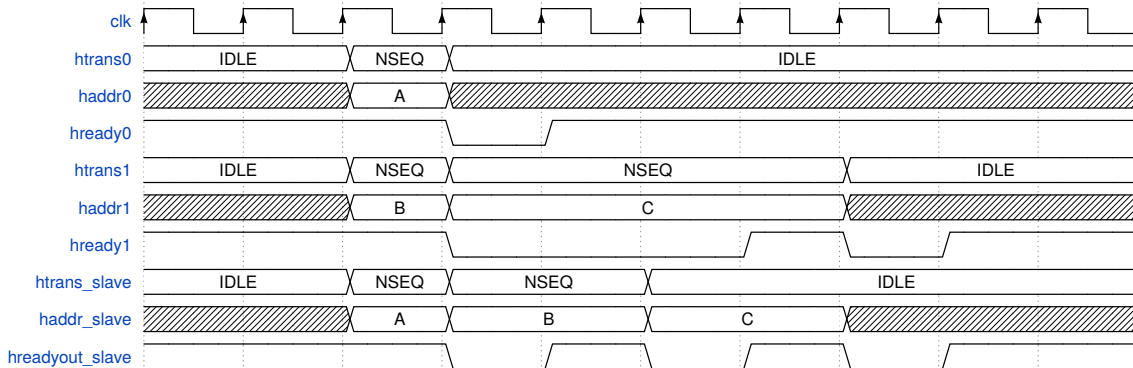 clk
htrans0 IDLE NSEQ IDLE
haddr0 A
hready0
htrans1 IDLE NSEQ NSEQ IDLE
haddr1 B C
hready1
htrans_slave IDLE NSEQ NSEQ IDLE
haddr_slave A B C
hreadyout_slave